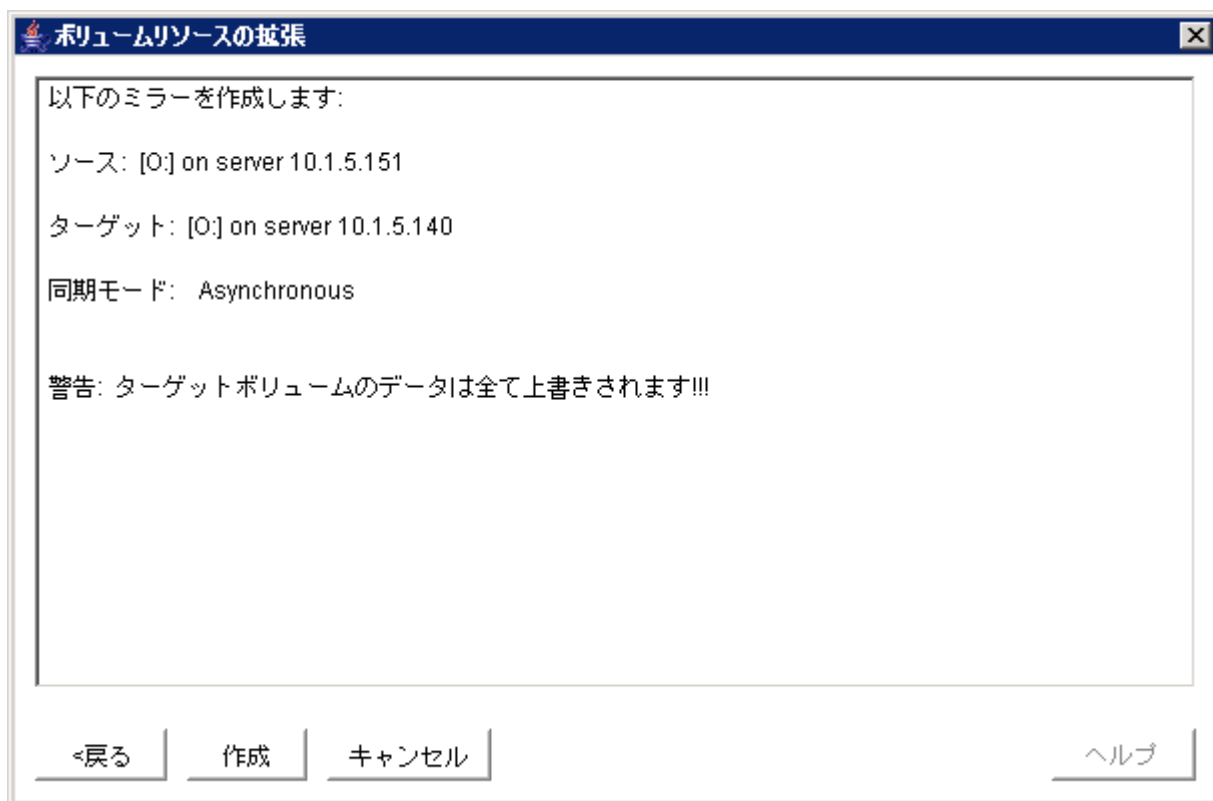 ボリュームリソースの拡張
以下のミラーを作成します:
ソース: [O:] on server 10.1.5.151
ターゲット: [O:] on server 10.1.5.140
同期モード: Asynchronous
警告: ターゲットボリュームのデータは全て上書きされます!!!
<戻る 作成 キャンセル ヘルプ